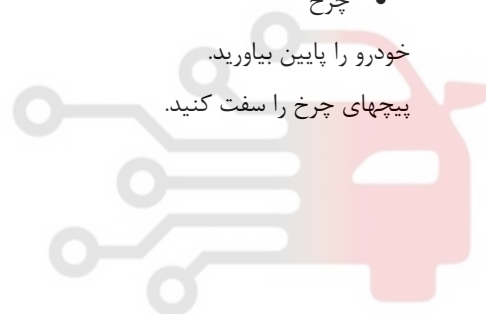 • چرخ
خودرو را پایین بیاورید.
پیچهای چرخ را سفت کنید.